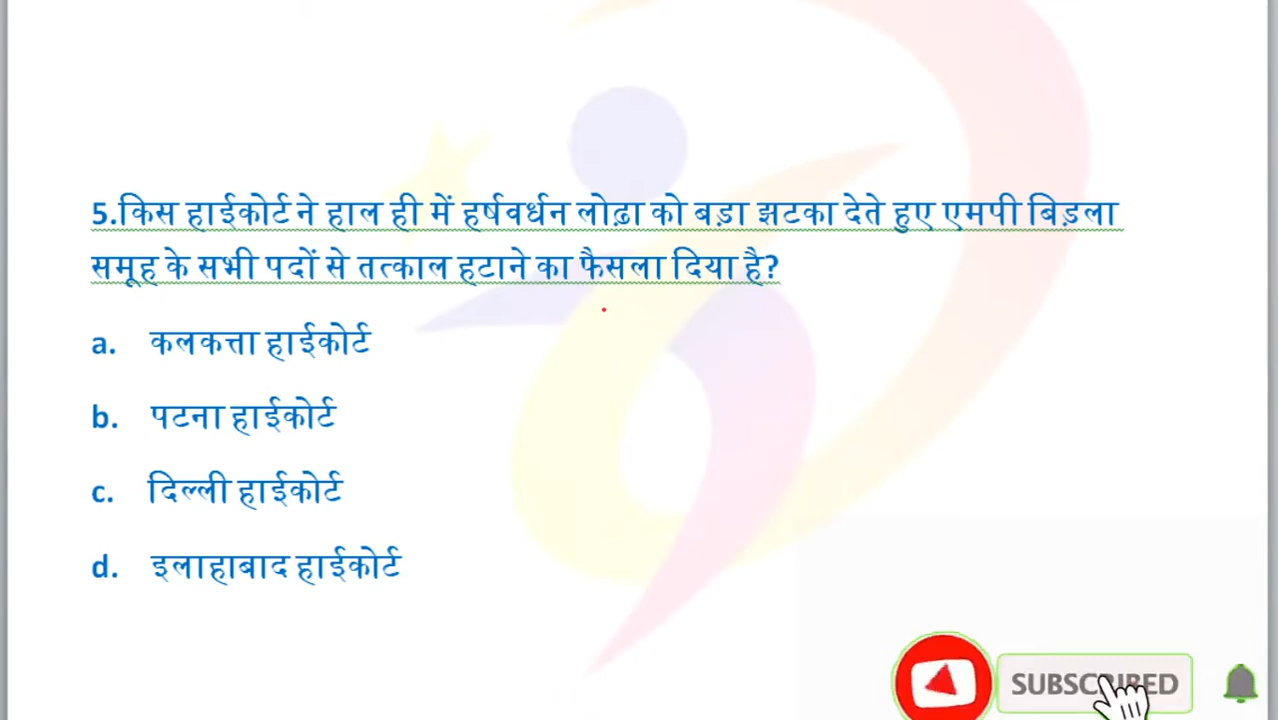 5.किस हाईकोर्ट ने हाल ही में हर्षवर्धन लोढ़ा को बड़ा झटका देते हुए एमपी बिड़ला
समूह के सभी पदों से तत्काल हटाने का फैसला दिया है?
a. कलकत्ता हाईकोर्ट
b. पटना हाईकोर्ट
c. दिल्ली हाईकोर्ट
d. इलाहाबाद हाईकोर्ट
SUBSCRIBED